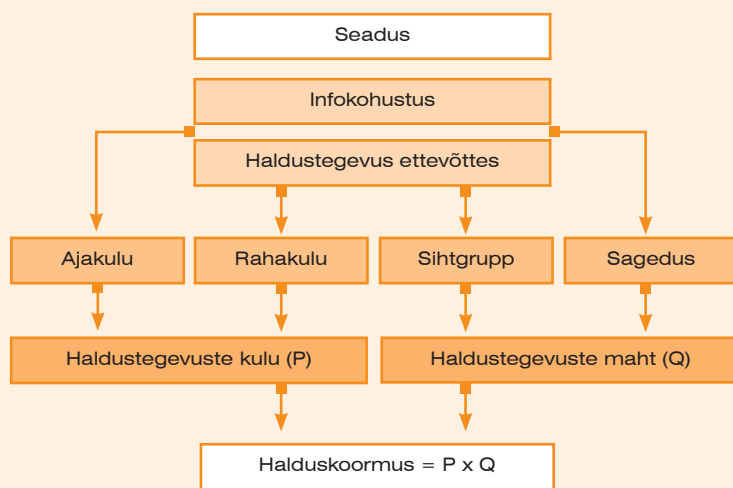 Seadus
Infokohustus
Haldustegevus ettevõttes
Ajakulu
Rahakulu
Sihtgrupp
Sagedus
Haldustegevuste kulu (P)
Haldustegevuste maht (Q)
Halduskoormus = P x Q